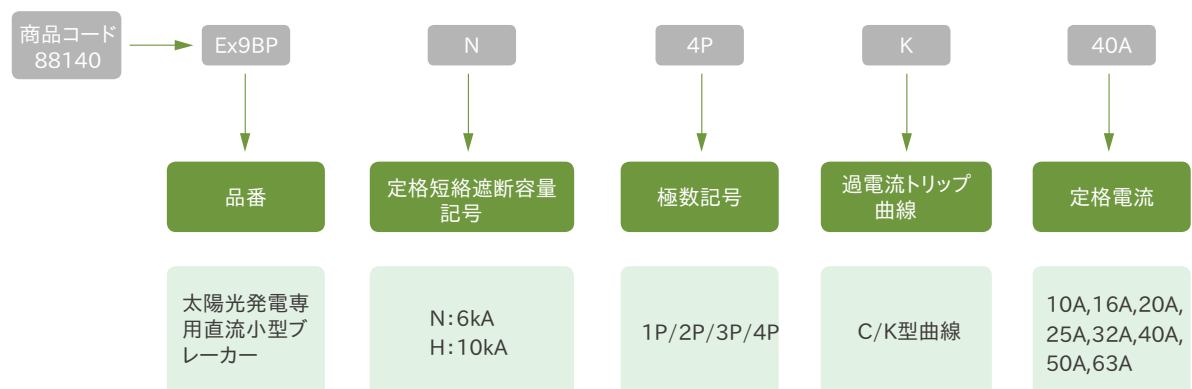 商品コード
88140
Ex9BP
N
4P
K
40A
品番
定格短絡遮断容量
記号
極数記号
過電流トリップ
曲線
定格電流
太陽光発電専
用直流小型ブ
レーカー
N:6kA
H:10kA
1P/2P/3P/4P
C/K型曲線
10A,16A,20A,
25A,32A,40A,
50A,63A